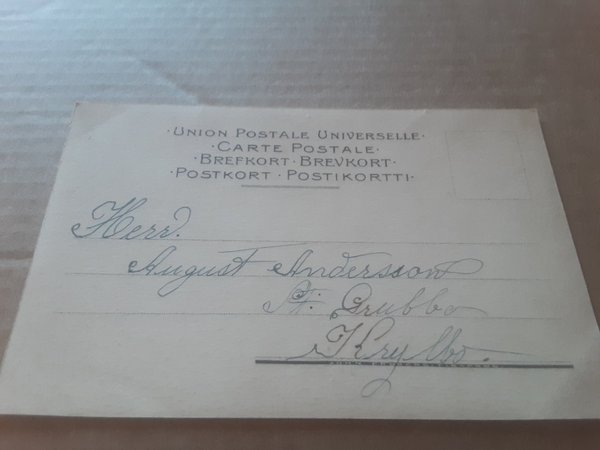 · UNION POSTALE UNIVERSELLE ·
· CARTE POSTALE ·
· BREFKORT · BREVKORT ·
· POSTKORT · POSTIKORTTI ·
Herr.
August Andersson
St: Grubbo
Krylbo.